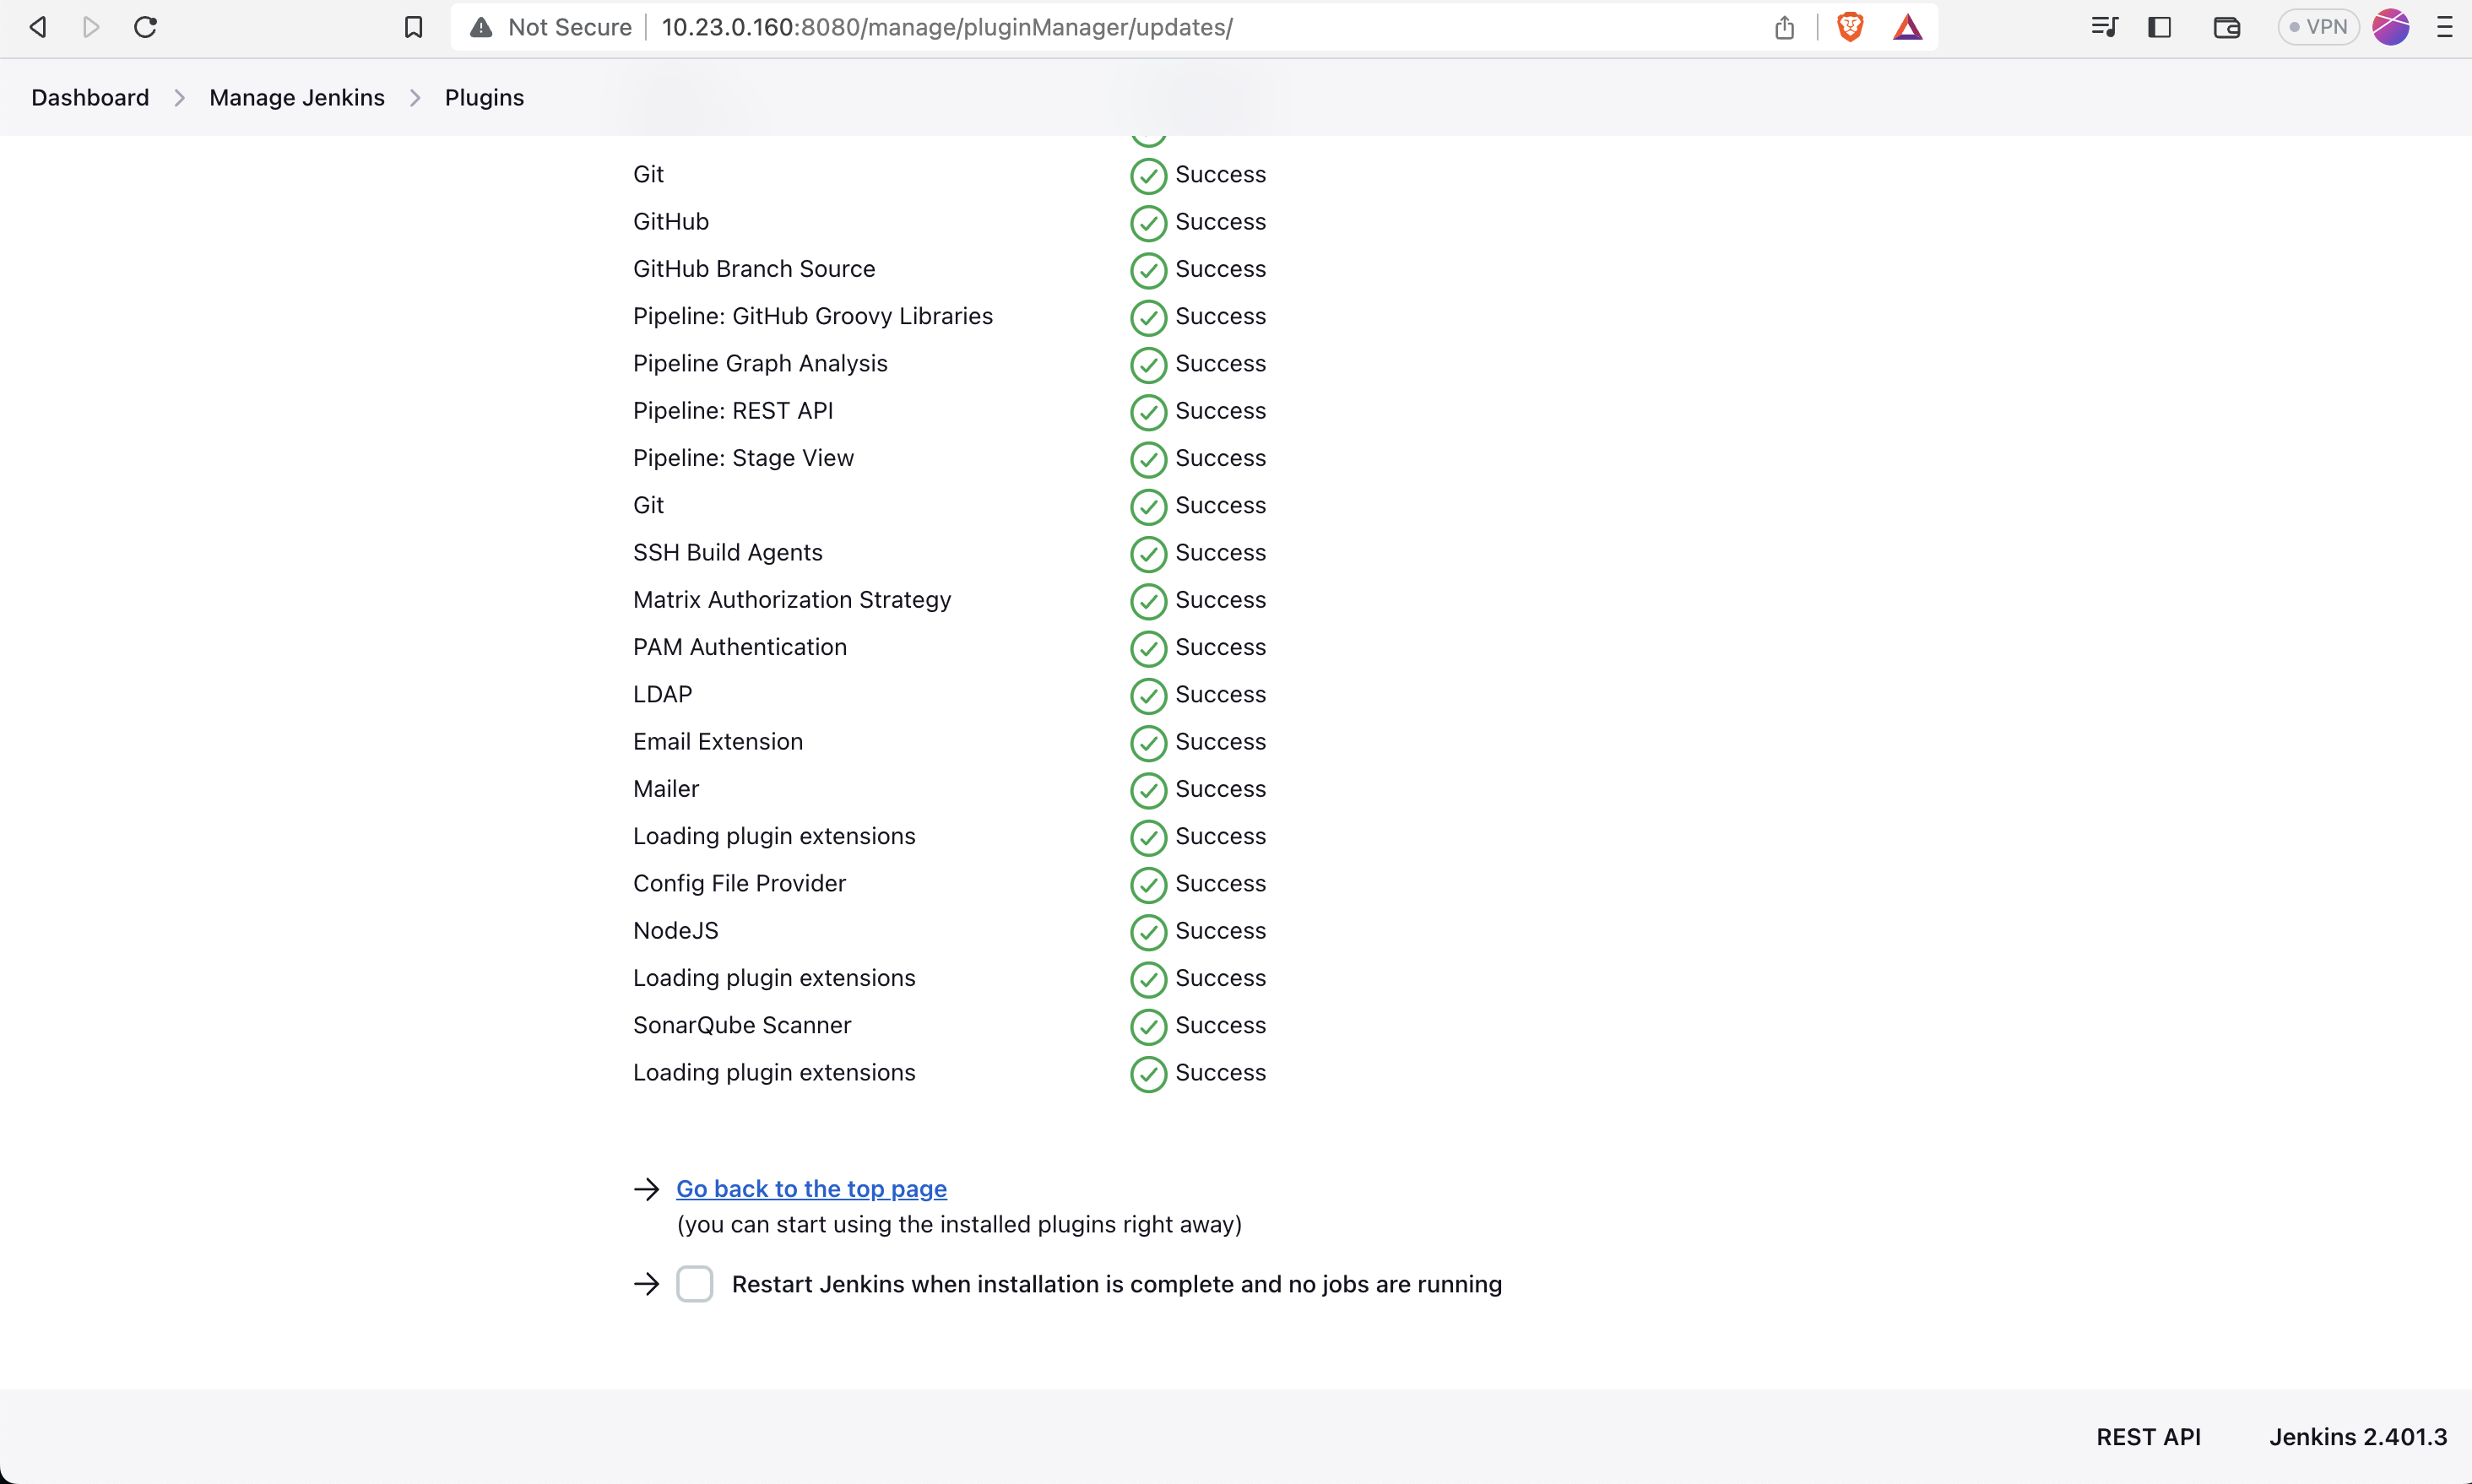 Not Secure 10.23.0.160:8080/manage/pluginManager/updates/ VPN
Dashboard Manage Jenkins Plugins
Git Success
GitHub Success
GitHub Branch Source Success
Pipeline: GitHub Groovy Libraries Success
Pipeline Graph Analysis Success
Pipeline: REST API Success
Pipeline: Stage View Success
Git Success
SSH Build Agents Success
Matrix Authorization Strategy Success
PAM Authentication Success
LDAP Success
Email Extension Success
Mailer Success
Loading plugin extensions Success
Config File Provider Success
NodeJS Success
Loading plugin extensions Success
SonarQube Scanner Success
Loading plugin extensions Success
Go back to the top page
(you can start using the installed plugins right away)
Restart Jenkins when installation is complete and no jobs are running
REST API Jenkins 2.401.3